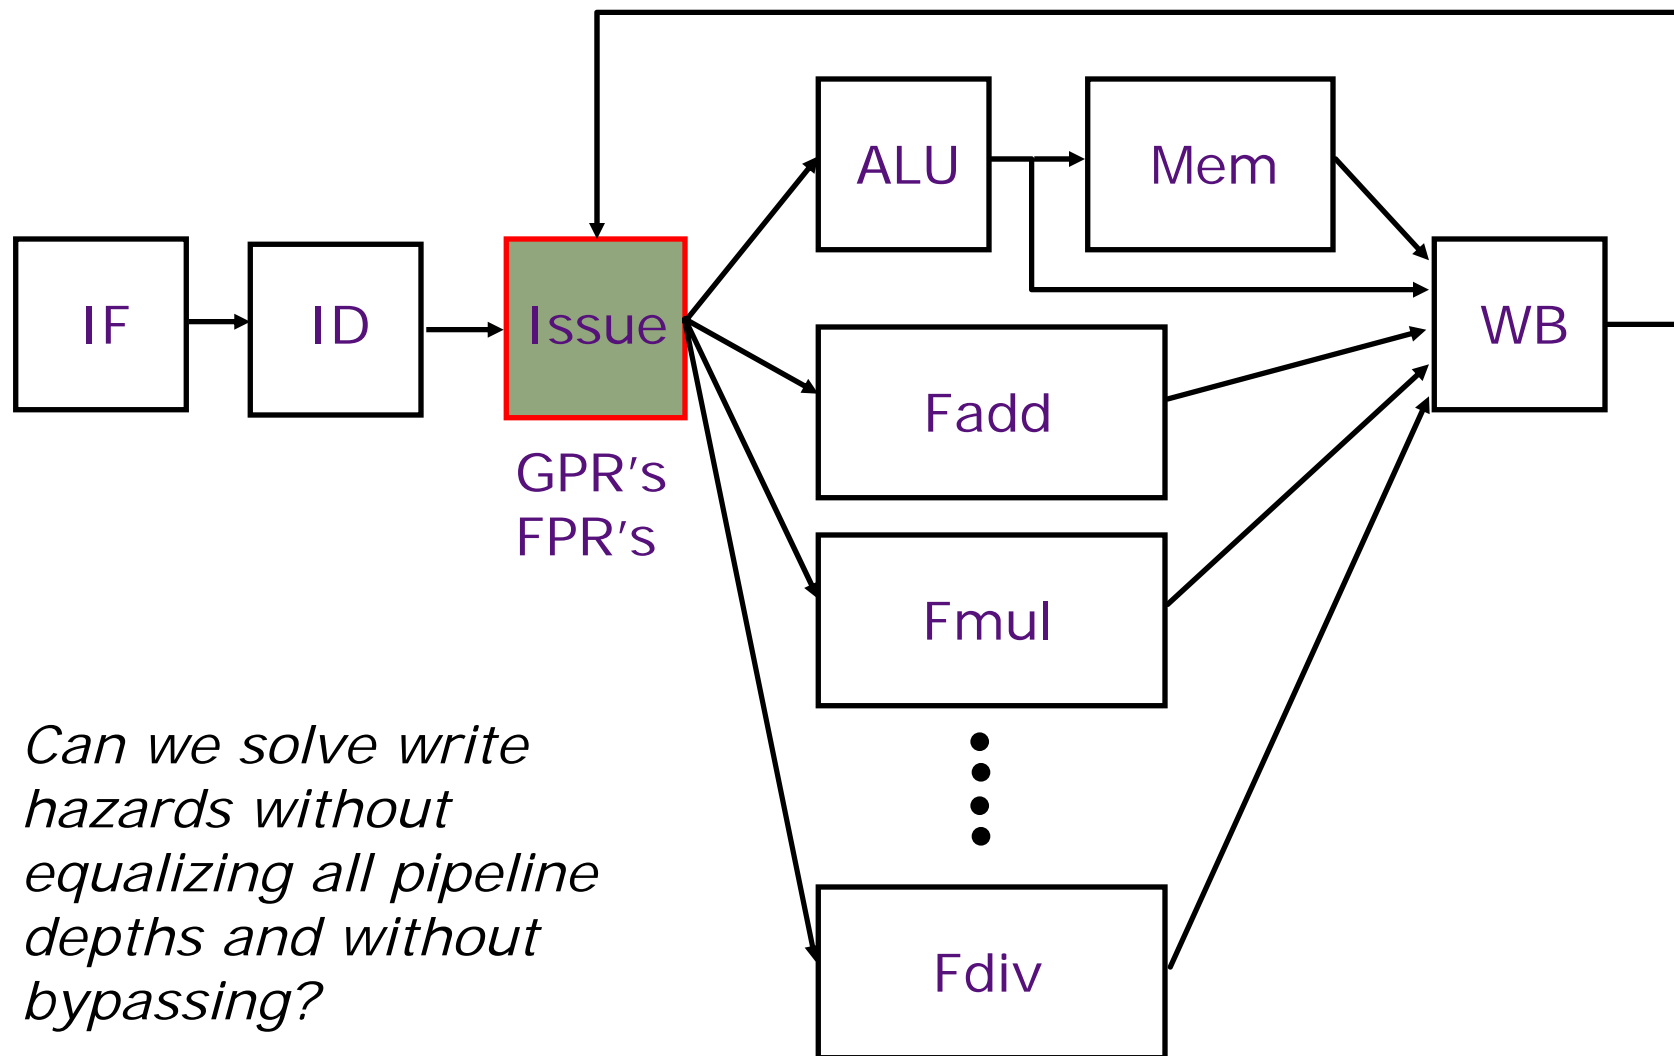 IF
ID
Issue
GPR's
FPR's
ALU
Mem
Fadd
Fmul
Fdiv
WB
Can we solve write
hazards without
equalizing all pipeline
depths and without
bypassing?